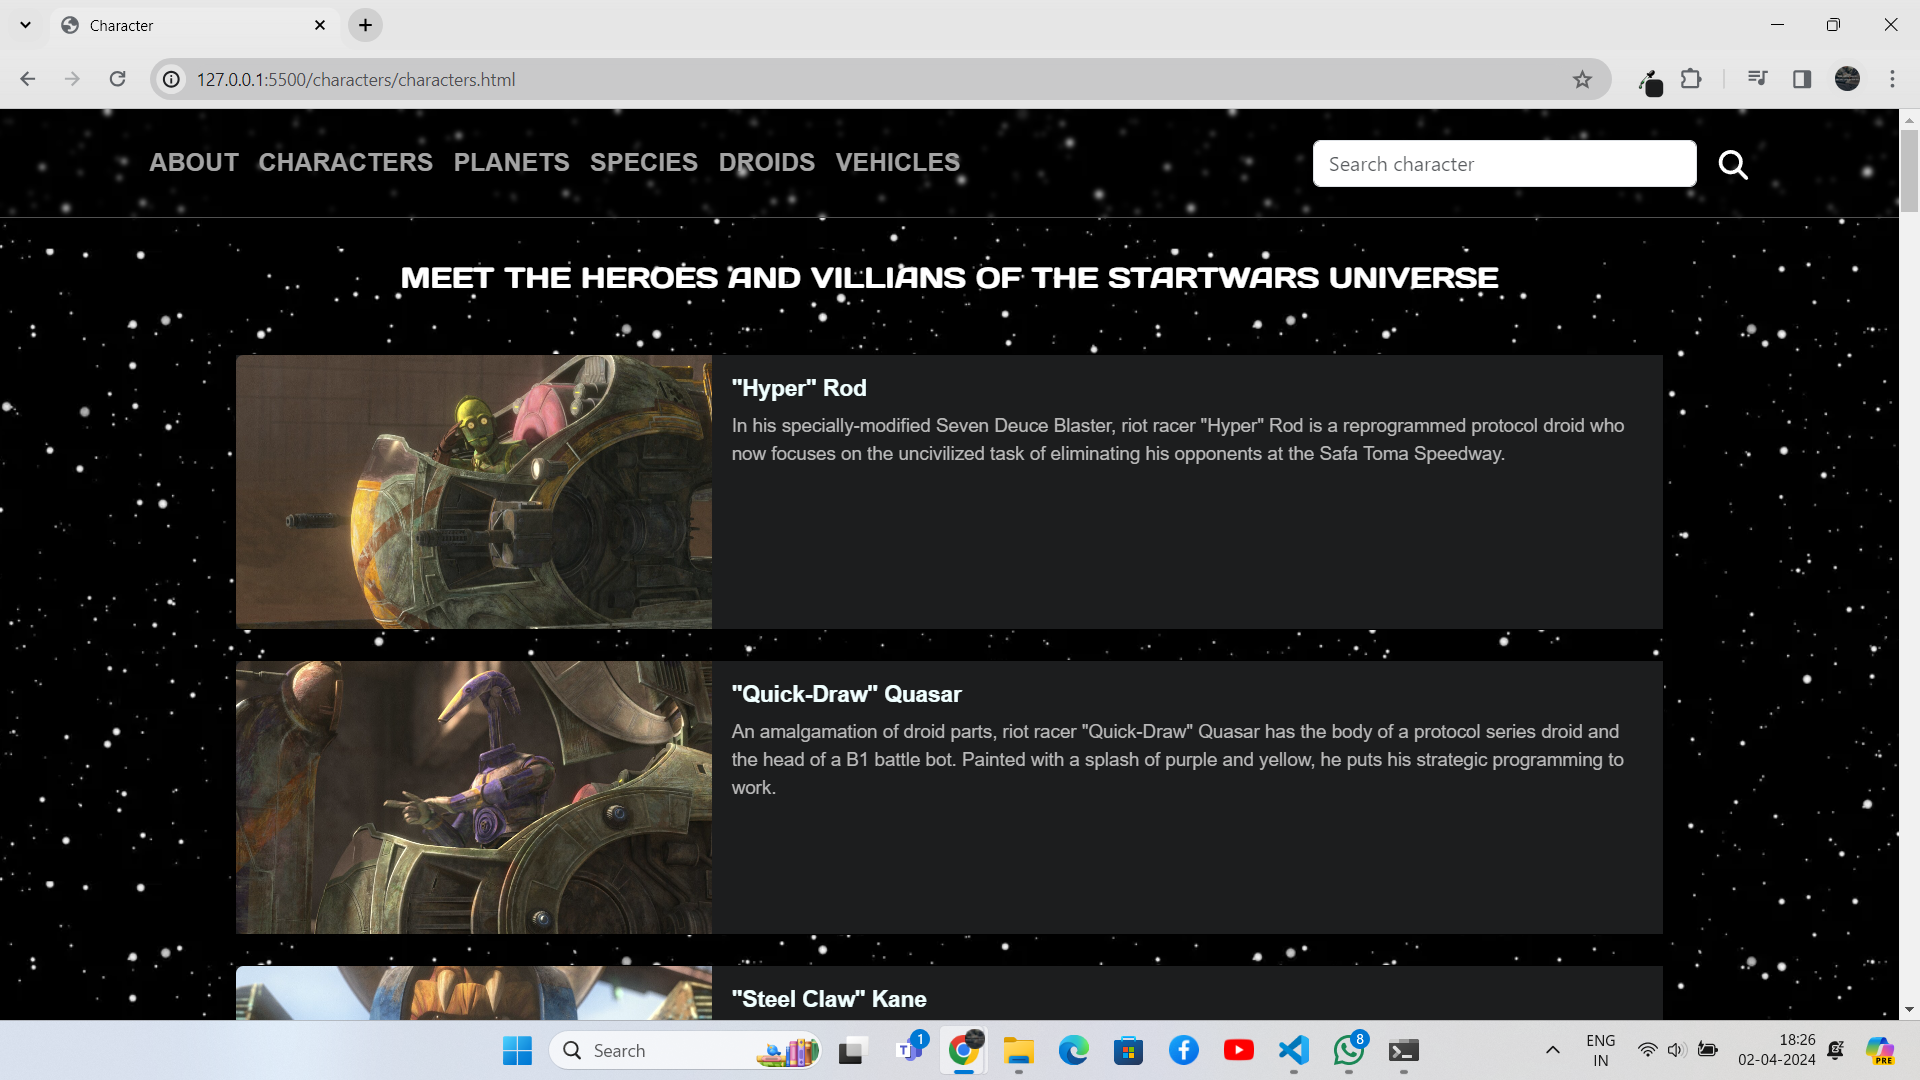 Character
127.0.0.1:5500/characters/characters.html
ABOUT CHARACTERS PLANETS SPECIES DROIDS VEHICLES
Search character
MEET THE HEROES AND VILLIANS OF THE STARTWARS UNIVERSE
"Hyper" Rod
In his specially-modified Seven Deuce Blaster, riot racer "Hyper" Rod is a reprogrammed protocol droid who
now focuses on the uncivilized task of eliminating his opponents at the Safa Toma Speedway.
"Quick-Draw" Quasar
An amalgamation of droid parts, riot racer "Quick-Draw" Quasar has the body of a protocol series droid and
the head of a B1 battle bot. Painted with a splash of purple and yellow, he puts his strategic programming to
work.
"Steel Claw" Kane
Search
T
1
8
ENG
IN
18:26
02-04-2024
PRE